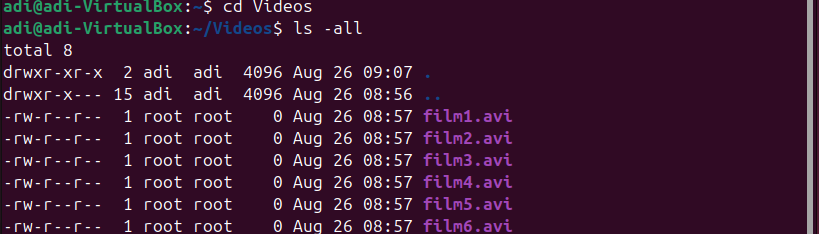 adi@adi-VirtualBox:~$ cd Videos
adi@adi-VirtualBox:~/Videos$ ls -all
total 8
drwxr-xr-x  2 adi  adi  4096 Aug 26 09:07 .
drwxr-x--- 15 adi  adi  4096 Aug 26 08:56 ..
-rw-r--r--  1 root root    0 Aug 26 08:57 film1.avi
-rw-r--r--  1 root root    0 Aug 26 08:57 film2.avi
-rw-r--r--  1 root root    0 Aug 26 08:57 film3.avi
-rw-r--r--  1 root root    0 Aug 26 08:57 film4.avi
-rw-r--r--  1 root root    0 Aug 26 08:57 film5.avi
-rw-r--r--  1 root root    0 Aug 26 08:57 film6.avi